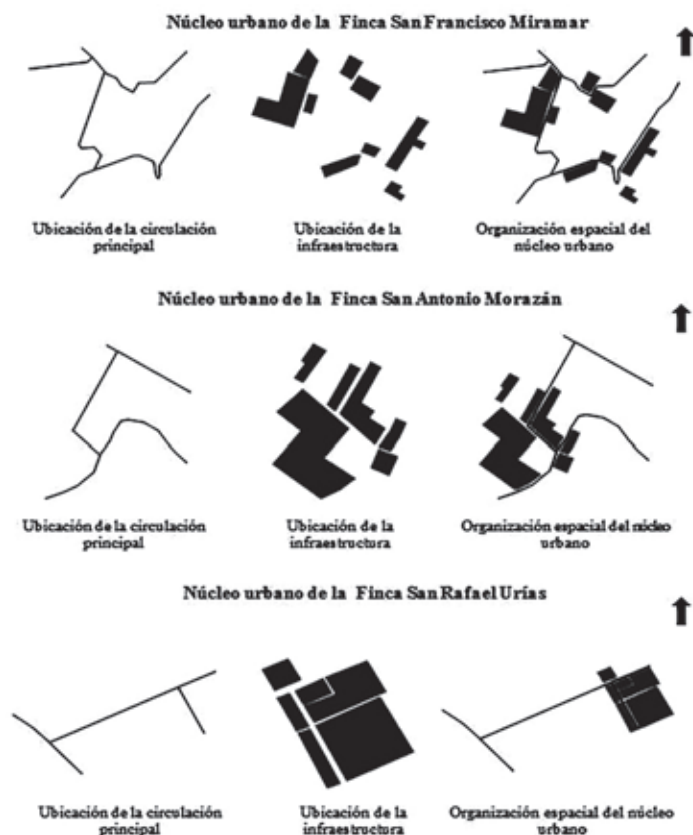 Núcleo urbano de la Finca San Francisco Miramar
Ubicación de la circulación
principal
Ubicación de la
infraestructura
Organización espacial del
núcleo urbano
Núcleo urbano de la Finca San Antonio Morazán
Ubicación de la circulación
principal
Ubicación de la
infraestructura
Organización espacial del núcleo
urbano
Núcleo urbano de la Finca San Rafael Urías
Ubicación de la circulación
principal
Ubicación de la
infraestructura
Organización espacial del núcleo
urbano